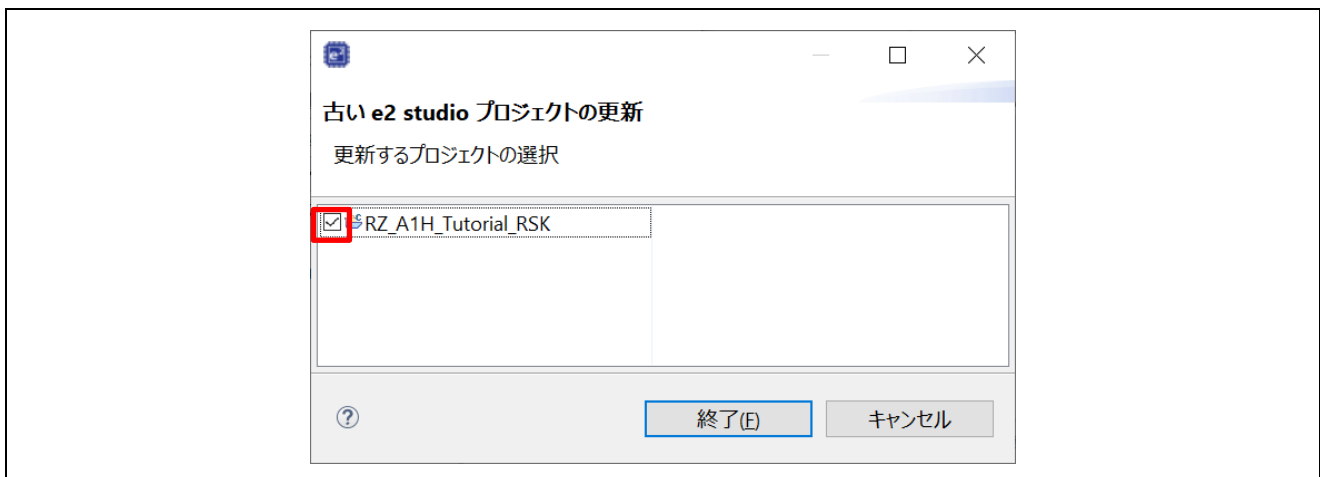 古い e2 studio プロジェクトの更新
更新するプロジェクトの選択
RZ_A1H_Tutorial_RSK
終了(F)
キャンセル